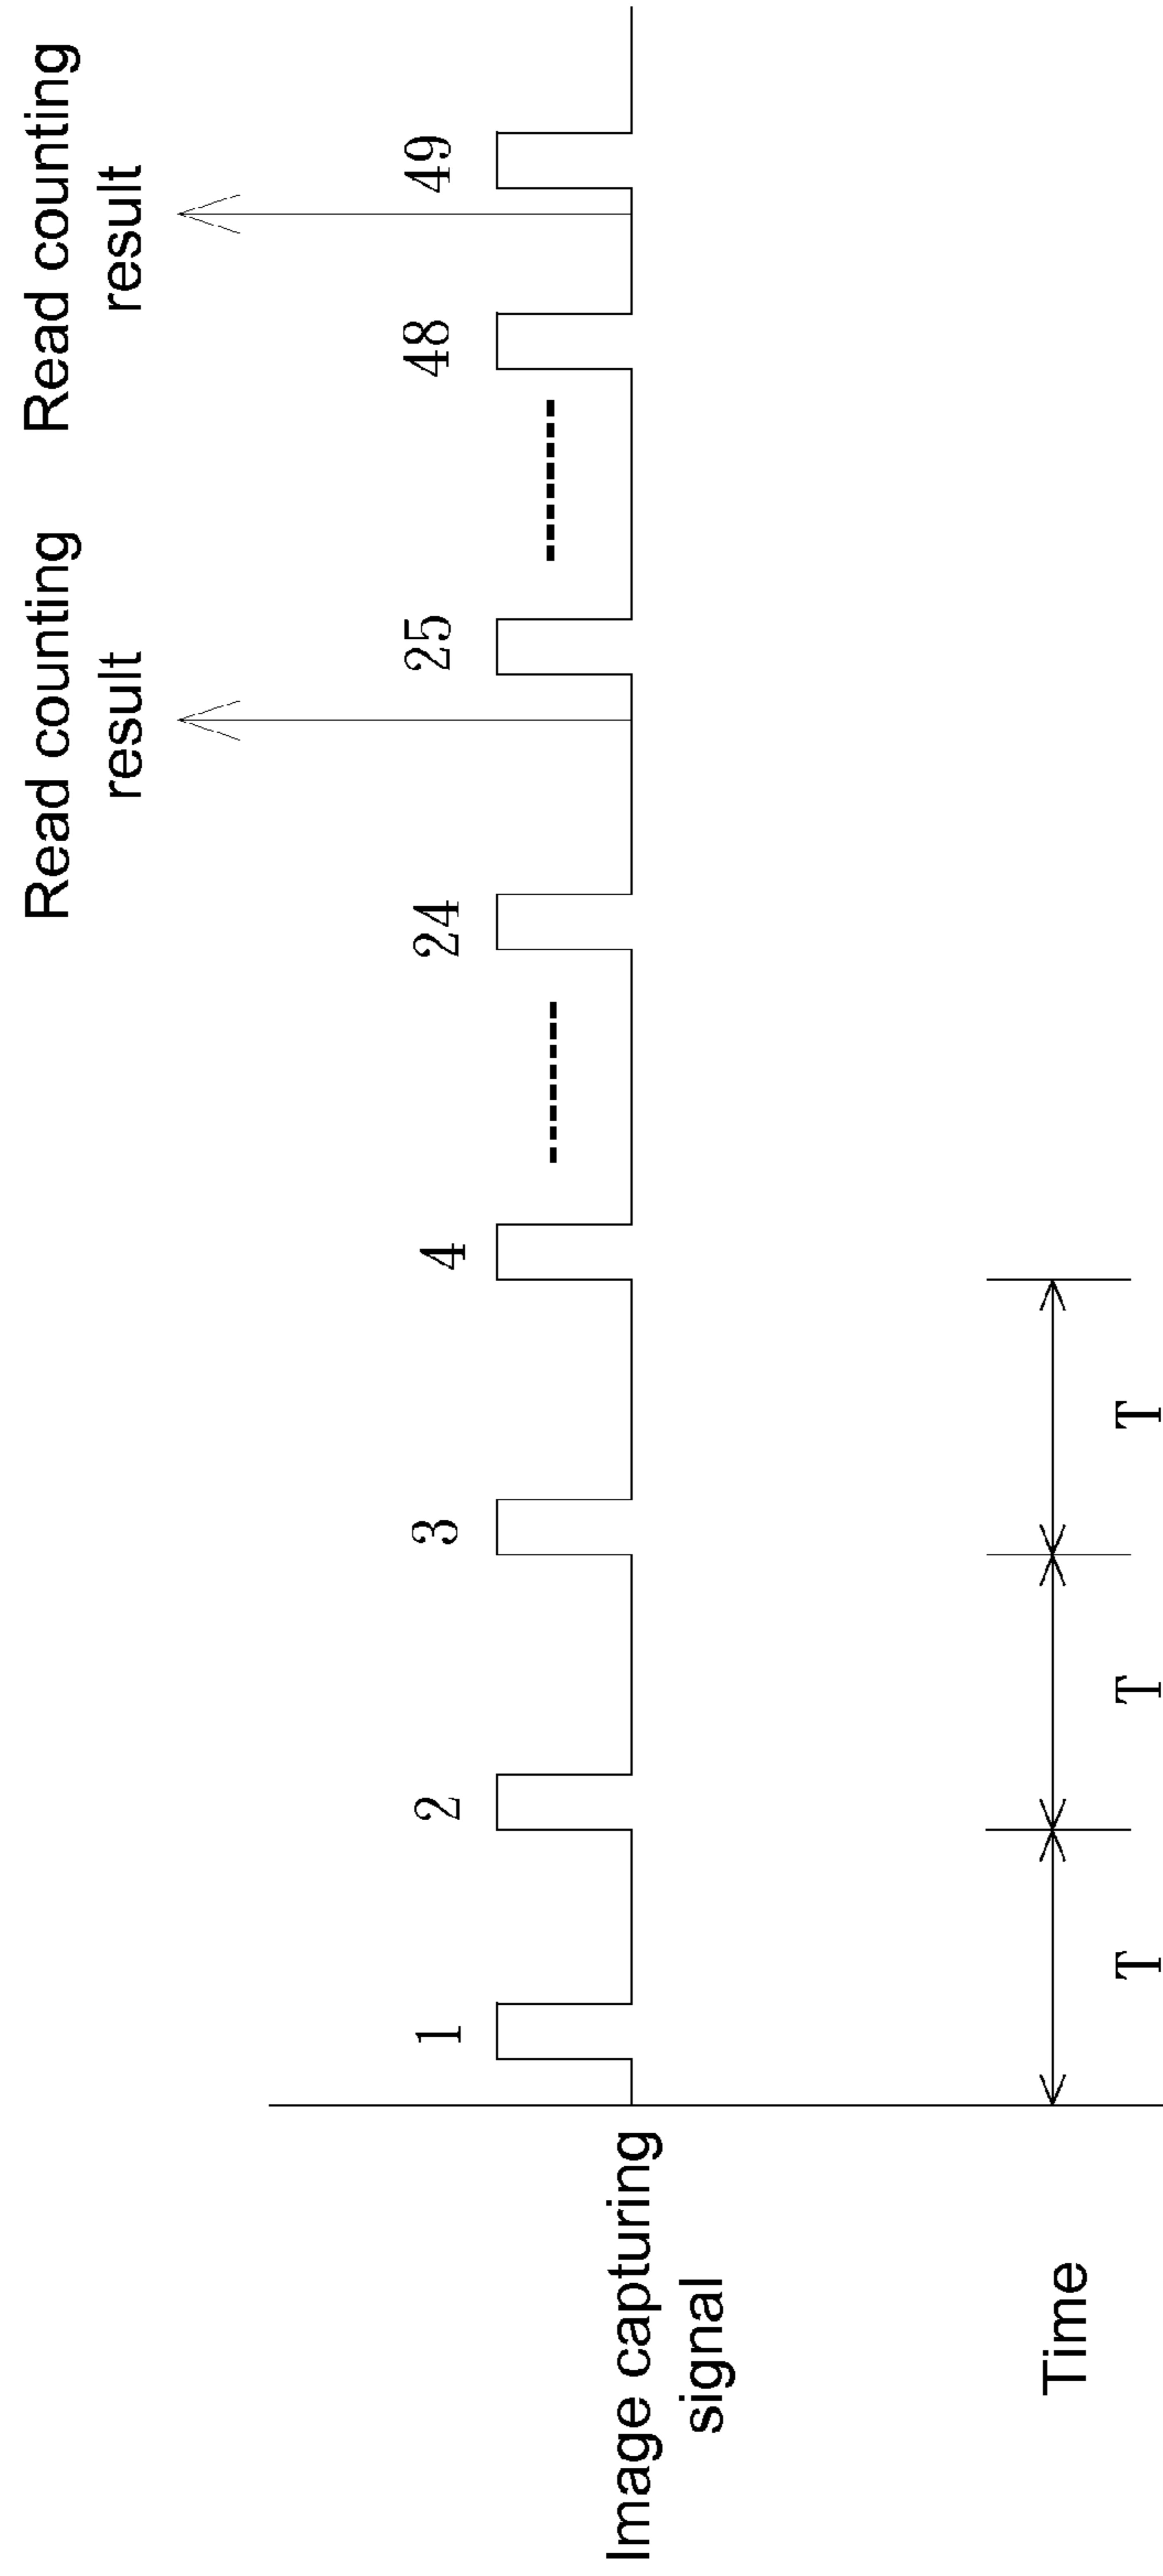 Read counting
result
Read counting
result
1
2
3
4
24
25
48
49
Image capturing
signal
Time
T
T
T